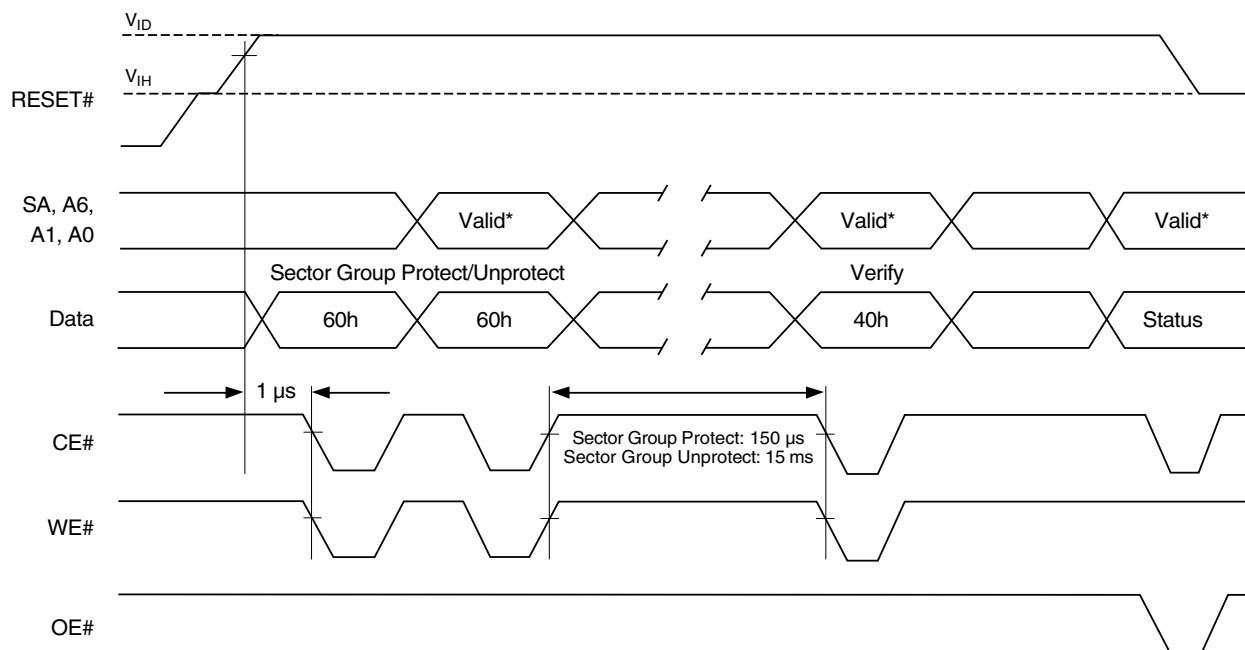 VID
VIH
RESET#
SA, A6,
A1, A0
Valid*
Valid*
Valid*
Sector Group Protect/Unprotect
Verify
Data
60h
60h
40h
Status
1 µs
CE#
Sector Group Protect: 150 µs
Sector Group Unprotect: 15 ms
WE#
OE#